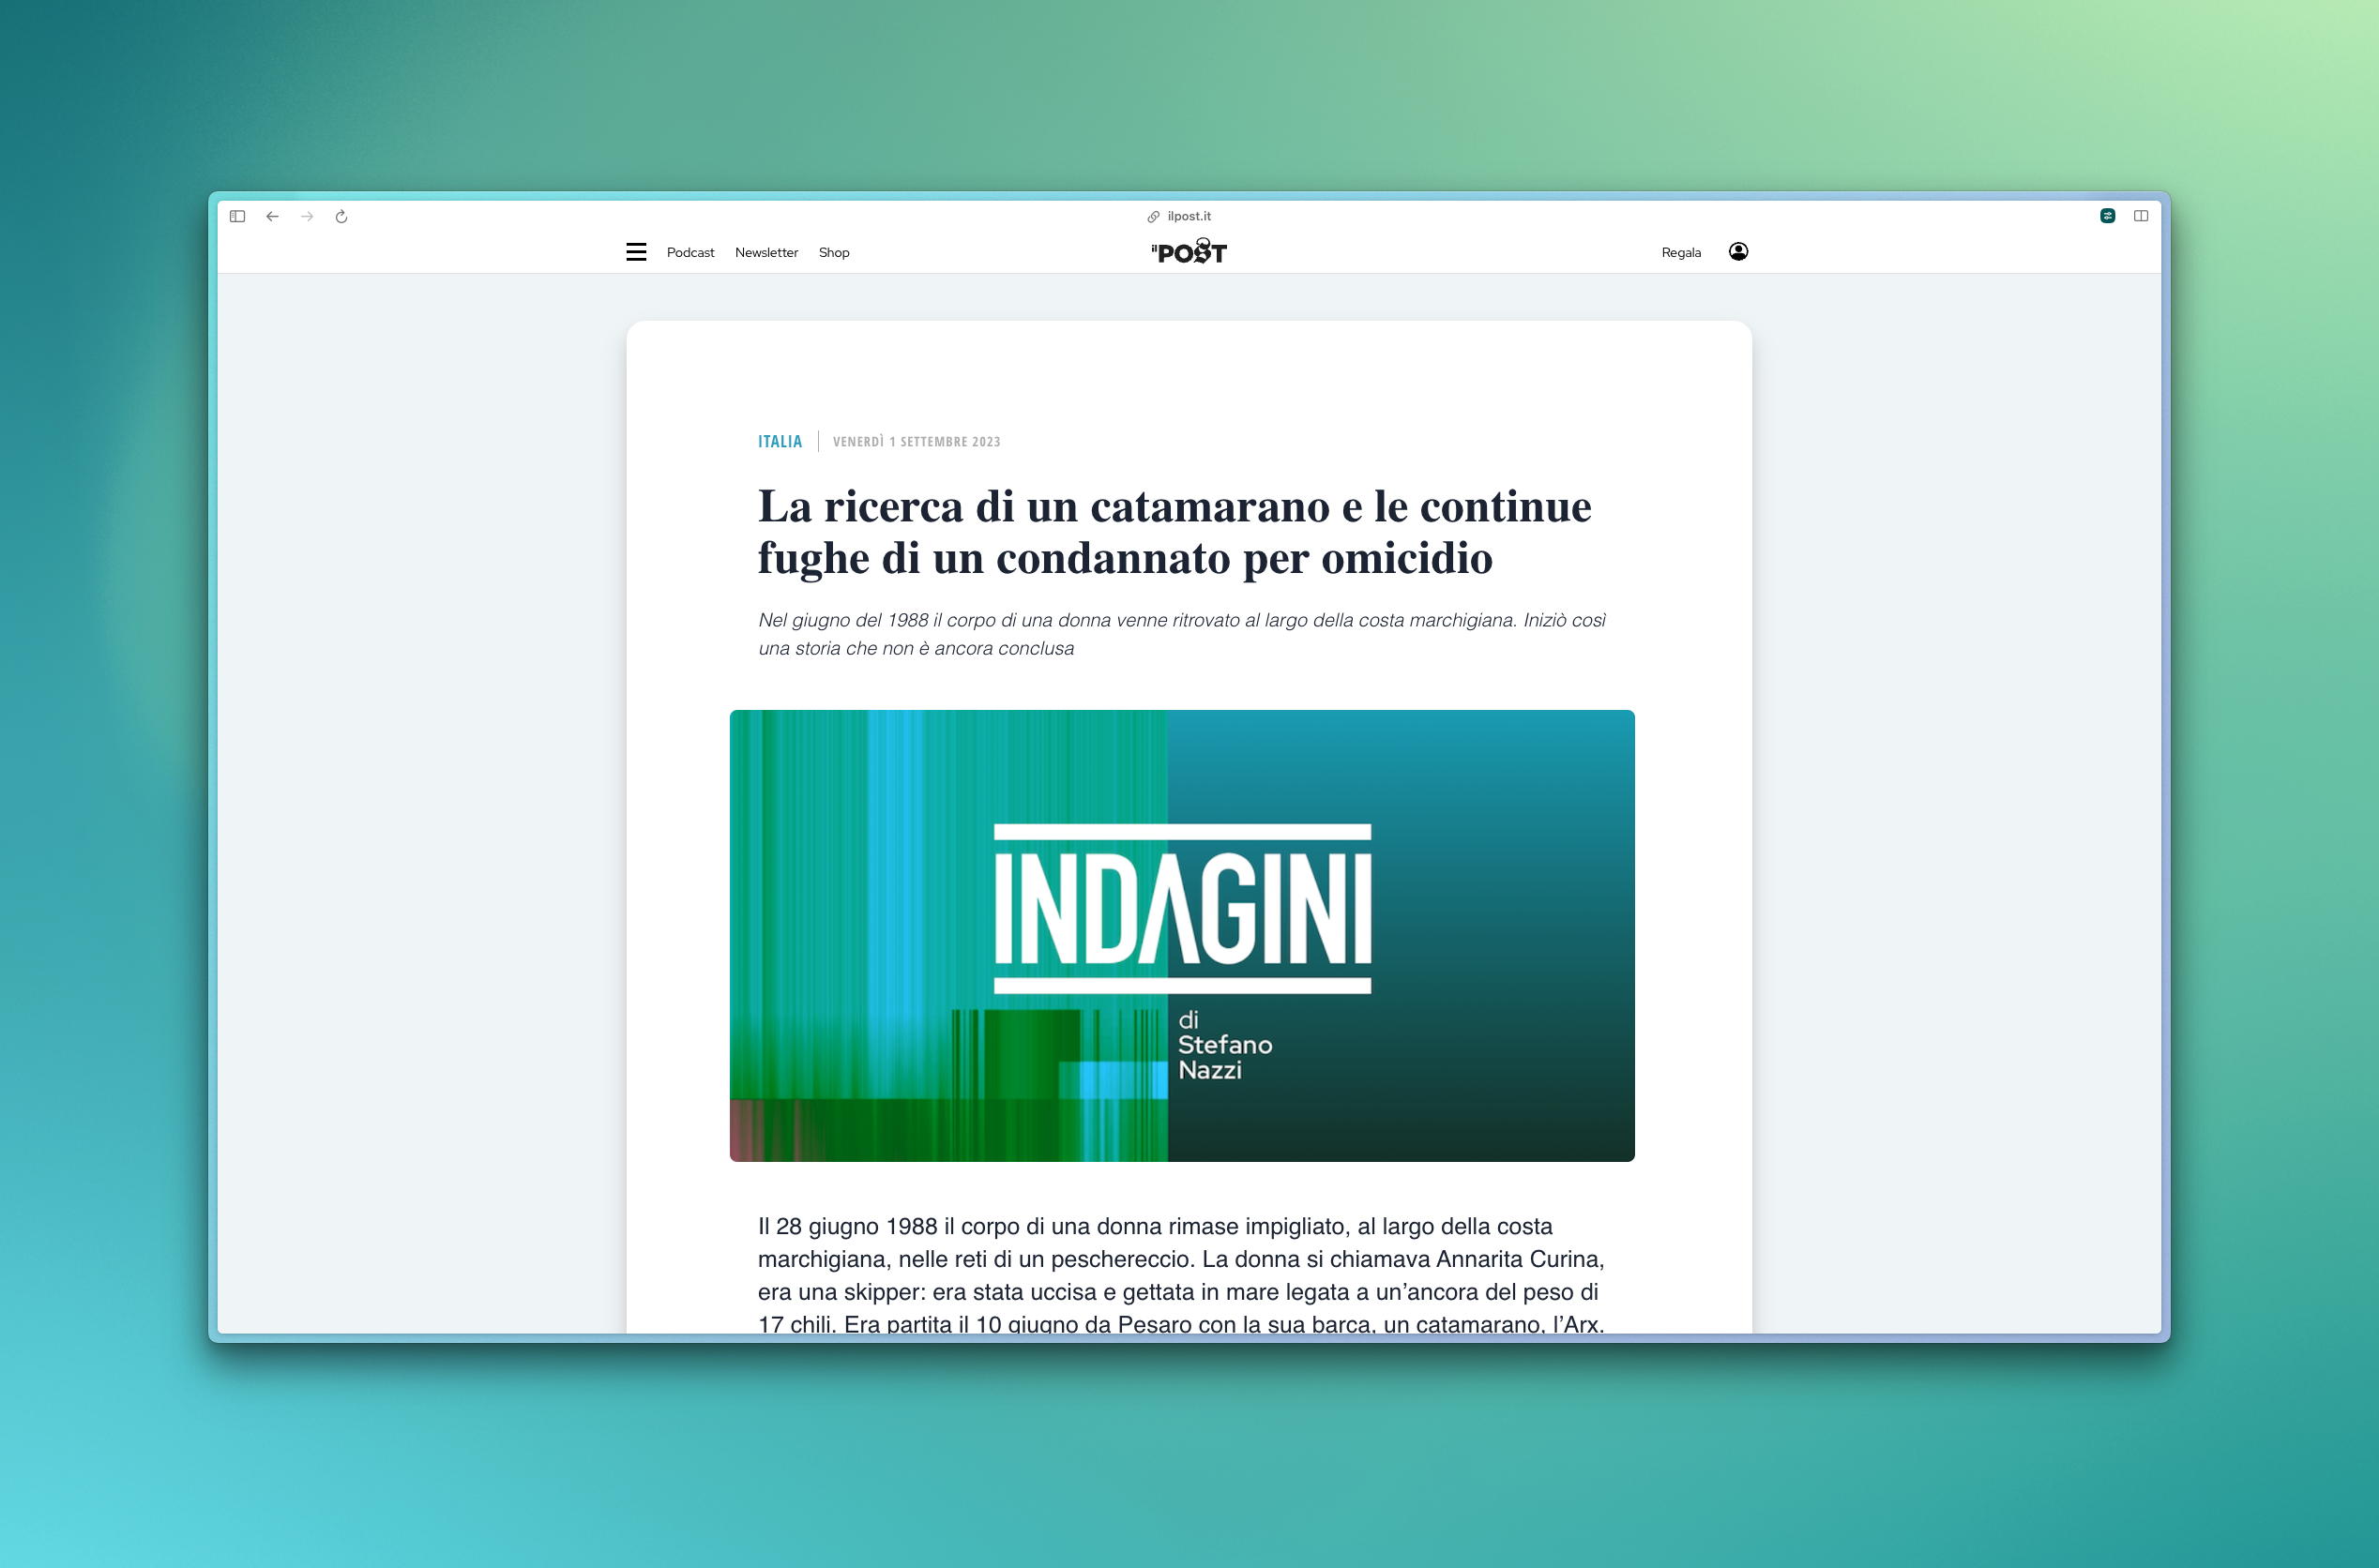 ilpost.it
Podcast Newsletter Shop
il POST
Regala
ITALIA VENERDÌ 1 SETTEMBRE 2023
La ricerca di un catamarano e le continue
fughe di un condannato per omicidio
Nel giugno del 1988 il corpo di una donna venne ritrovato al largo della costa marchigiana. Iniziò così
una storia che non è ancora conclusa
INDAGINI
di
Stefano
Nazzi
Il 28 giugno 1988 il corpo di una donna rimase impigliato, al largo della costa
marchigiana, nelle reti di un peschereccio. La donna si chiamava Annarita Curina,
era una skipper: era stata uccisa e gettata in mare legata a un’ancora del peso di
17 chili. Era partita il 10 giugno da Pesaro con la sua barca, un catamarano, l’Arx.